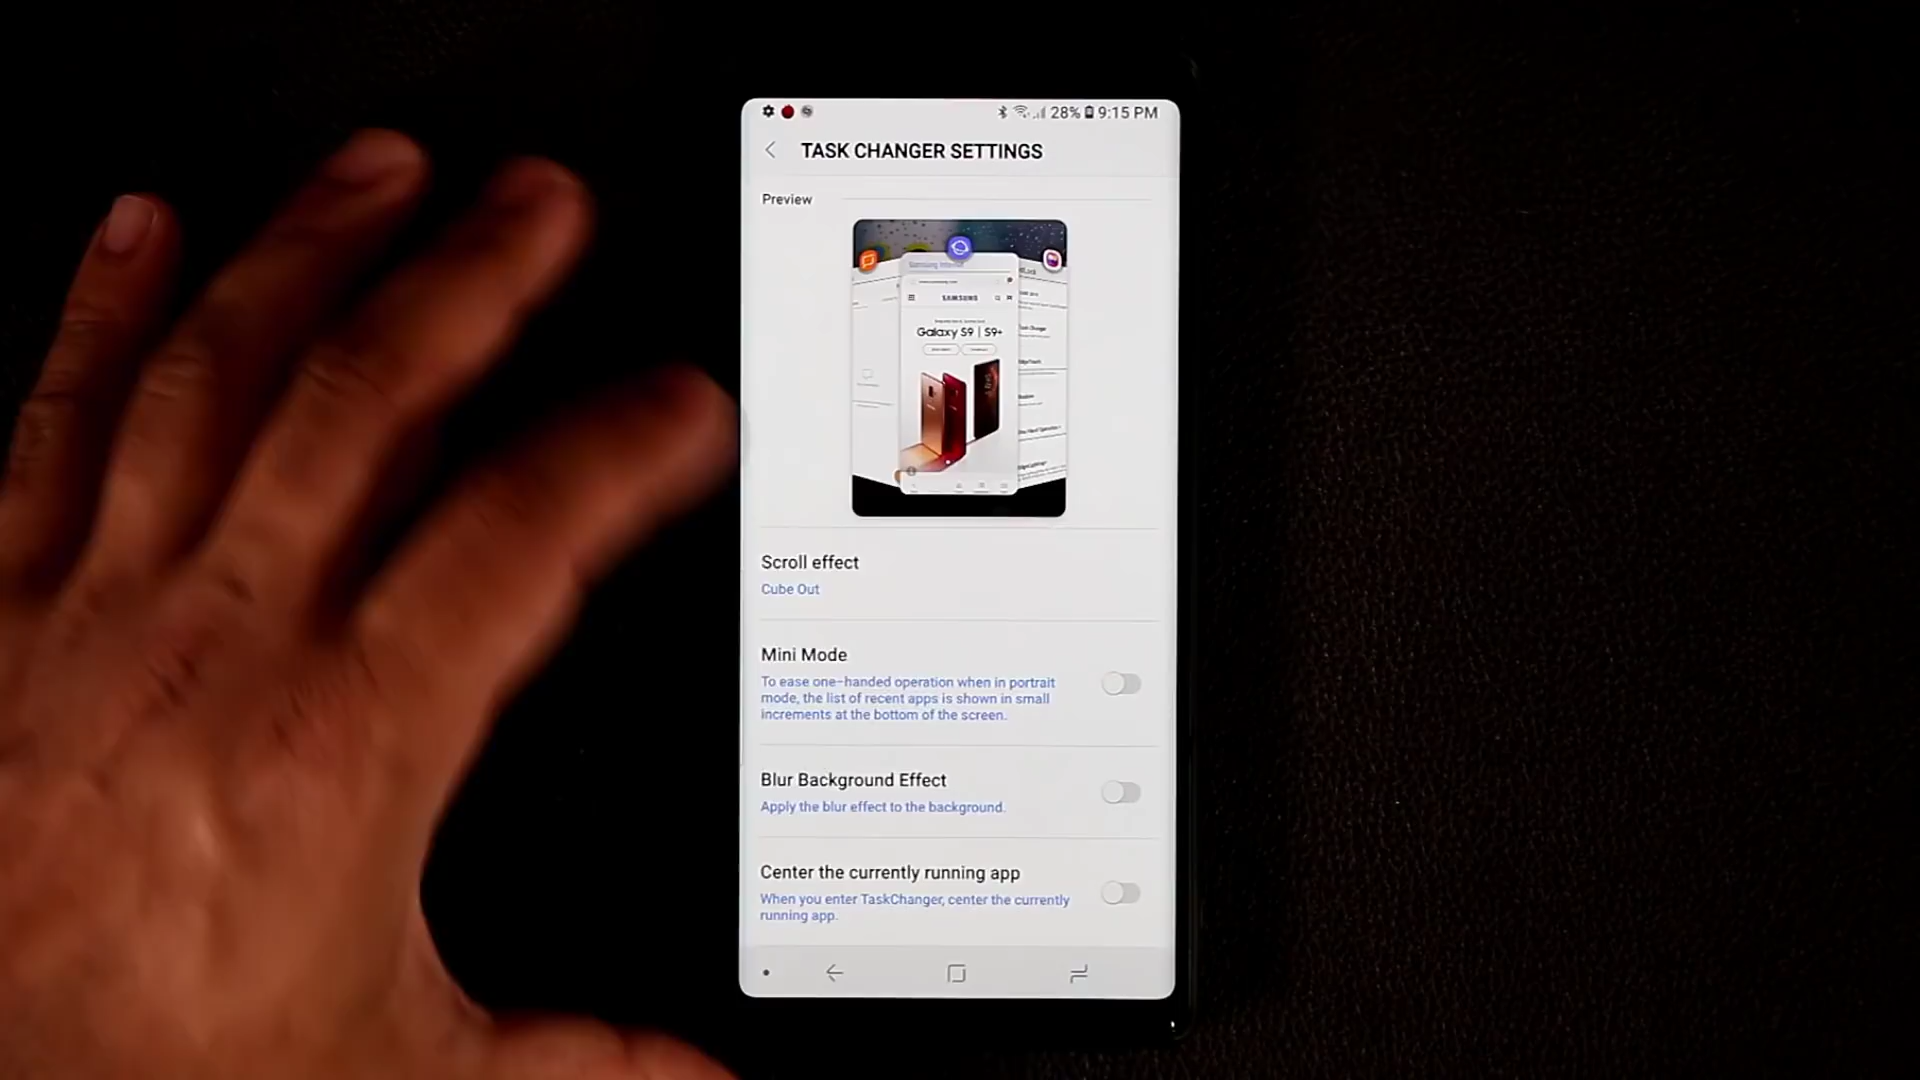 28% 9:15 PM
TASK CHANGER SETTINGS
Preview
Samsung Internet
SAMSUNG
Galaxy S9 | S9+
Scroll effect
Cube Out
Mini Mode
To ease one-handed operation when in portrait
mode, the list of recent apps is shown in small
increments at the bottom of the screen.
Blur Background Effect
Apply the blur effect to the background.
Center the currently running app
When you enter TaskChanger, center the currently
running app.